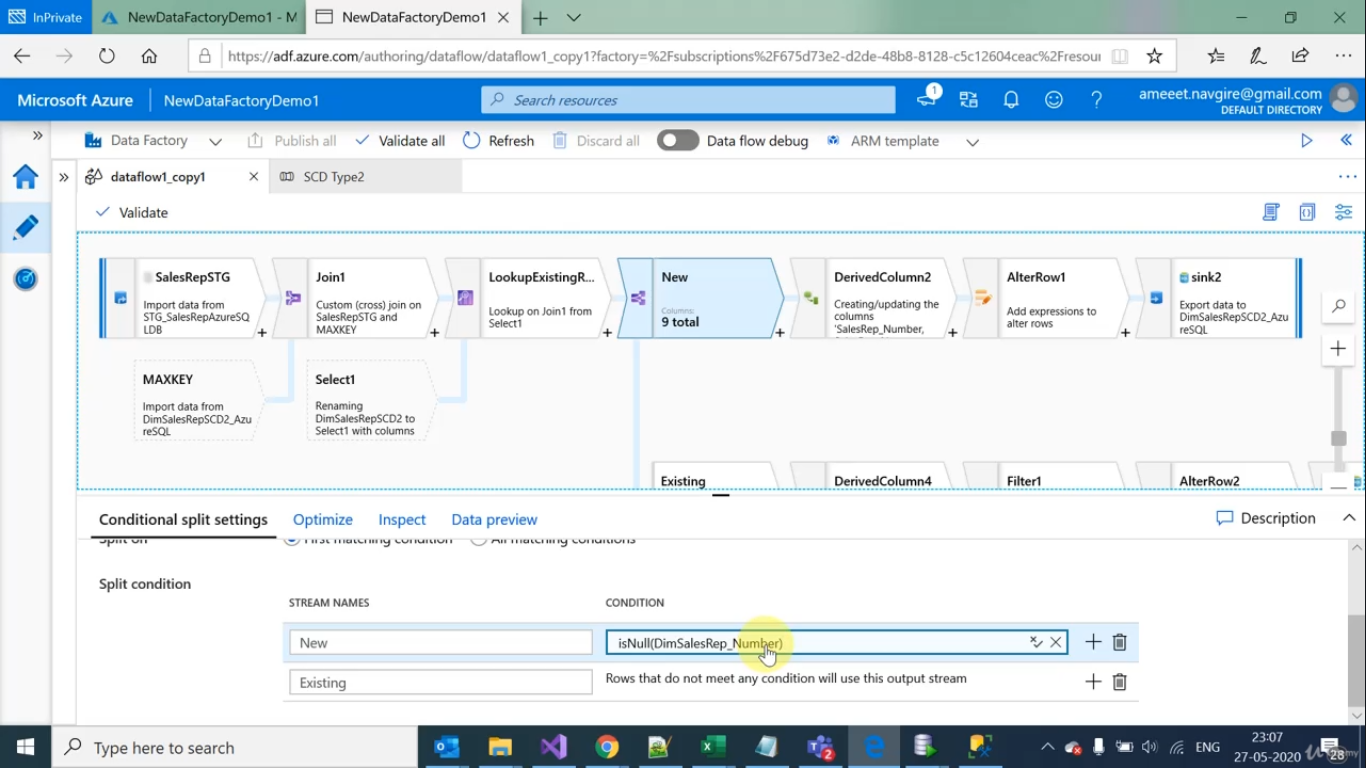 InPrivate
NewDataFactoryDemo1 - M
NewDataFactoryDemo1
https://adf.azure.com/authoring/dataflow/dataflow1_copy1?factory=%2Fsubscriptions%2F675d73e2-d2de-48b8-8128-c5c12604ceac%2Fresour
Microsoft Azure
NewDataFactoryDemo1
Search resources
1
?
ameeet.navgire@gmail.com
DEFAULT DIRECTORY
Data Factory
Publish all
Validate all
Refresh
Discard all
Data flow debug
ARM template
dataflow1_copy1
SCD Type2
Validate
SalesRepSTG
Import data from
STG_SalesRepAzureSQ
LDB
Join1
Custom (cross) join on
SalesRepSTG and
MAXKEY
LookupExistingR...
Lookup on Join1 from
Select1
New
Columns:
9 total
DerivedColumn2
Creating/updating the
columns
'SalesRep_Number,
AlterRow1
Add expressions to
alter rows
sink2
Export data to
DimSalesRepSCD2_Azu
reSQL
MAXKEY
Import data from
DimSalesRepSCD2_Azu
reSQL
Select1
Renaming
DimSalesRepSCD2 to
Select1 with columns
Existing
DerivedColumn4
Filter1
AlterRow2
Conditional split settings
Optimize
Inspect
Data preview
Description
Split on
First matching condition
All matching conditions
Split condition
STREAM NAMES
CONDITION
New
isNull(DimSalesRep_Number)
Existing
Rows that do not meet any condition will use this output stream
Type here to search
2
ENG
23:07
27-05-2020
28